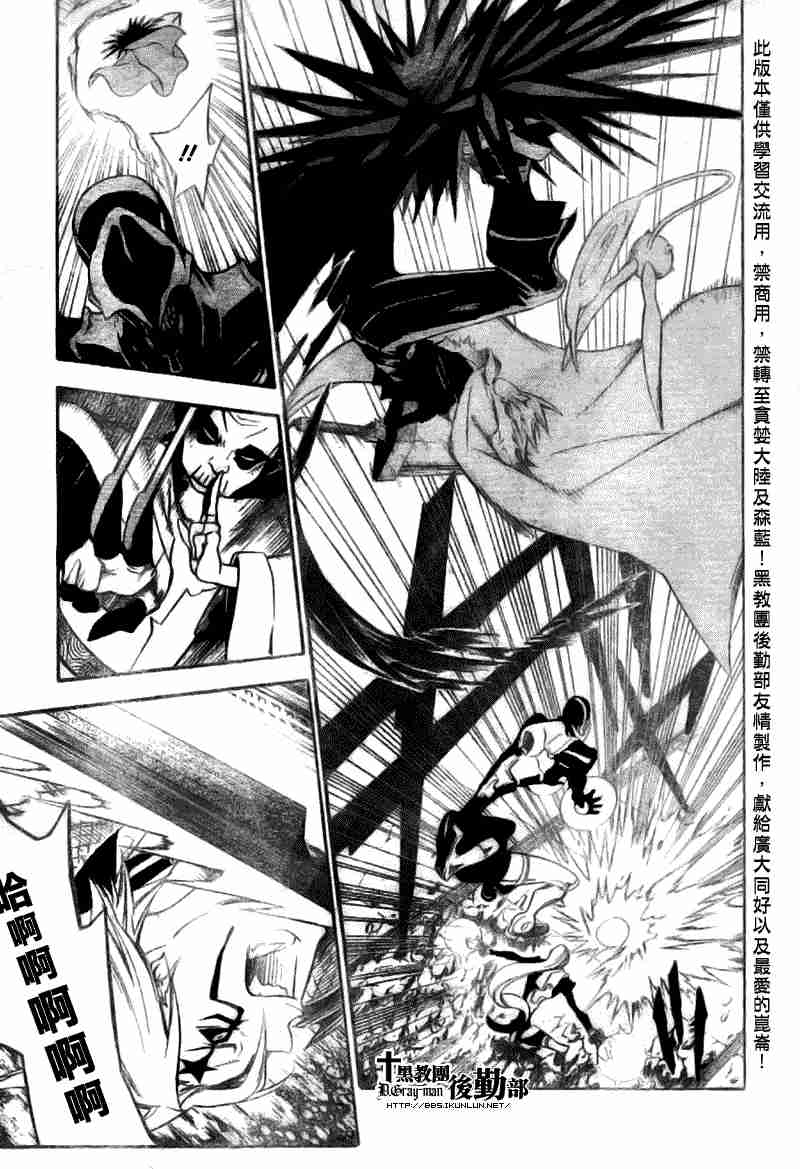 此版本僅供學習交流用，禁商用，禁轉至貪婪大陸及森藍！黑教團後勤部友情製作，獻給廣大同好以及最愛的崑崙！
!!
哈啊啊啊啊啊
黑教團
D.Gray-man 後勤部
HTTP://BBS.IKUNLUN.NET/